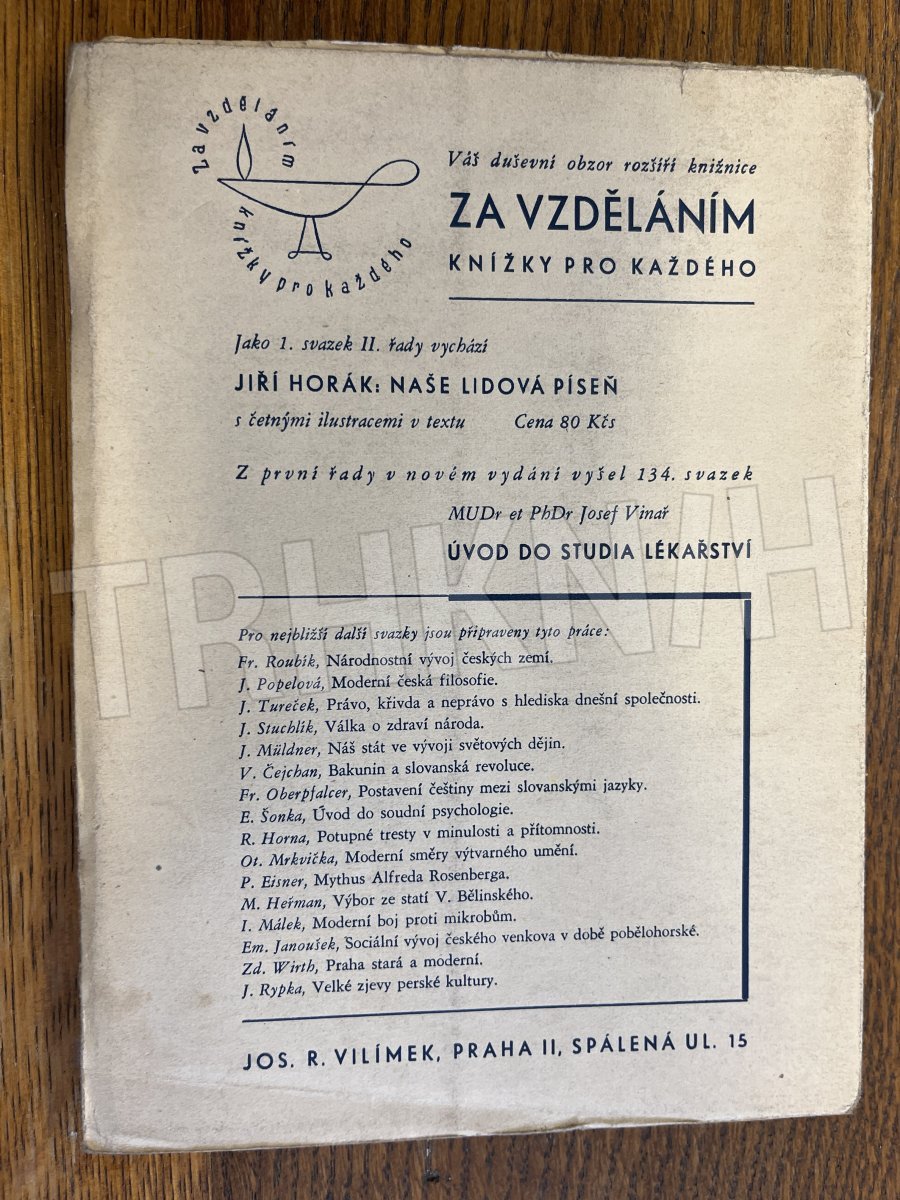 Za vzděláním
knížky pro každého
Váš duševní obzor rozšíří knižnice
ZA VZDĚLÁNÍM
KNÍŽKY PRO KAŽDÉHO
Jako 1. svazek II. řady vychází
JIŘÍ HORÁK: NAŠE LIDOVÁ PÍSEŇ
s četnými ilustracemi v textu Cena 80 Kčs
Z první řady v novém vydání vyšel 134. svazek
MUDr et PhDr Josef Vinař
ÚVOD DO STUDIA LÉKAŘSTVÍ
TRHKNIH
Pro nejbližší další svazky jsou připraveny tyto práce:
Fr. Roubík, Národnostní vývoj českých zemí.
J. Popelová, Moderní česká filosofie.
J. Tureček, Právo, křivda a neprávo s hlediska dnešní společnosti.
J. Stuchlík, Válka o zdraví národa.
J. Müldner, Náš stát ve vývoji světových dějin.
V. Čejchan, Bakunin a slovanská revoluce.
Fr. Oberpfalcer, Postavení češtiny mezi slovanskými jazyky.
E. Šonka, Úvod do soudní psychologie.
R. Horna, Potupné tresty v minulosti a přítomnosti.
Ot. Mrkvička, Moderní směry výtvarného umění.
P. Eisner, Mythus Alfreda Rosenberga.
M. Heřman, Výbor ze statí V. Bělinského.
I. Málek, Moderní boj proti mikrobům.
Em. Janoušek, Sociální vývoj českého venkova v době pobělohorské.
Zd. Wirth, Praha stará a moderní.
J. Rypka, Velké zjevy perské kultury.
JOS. R. VILÍMEK, PRAHA II, SPÁLENÁ UL. 15